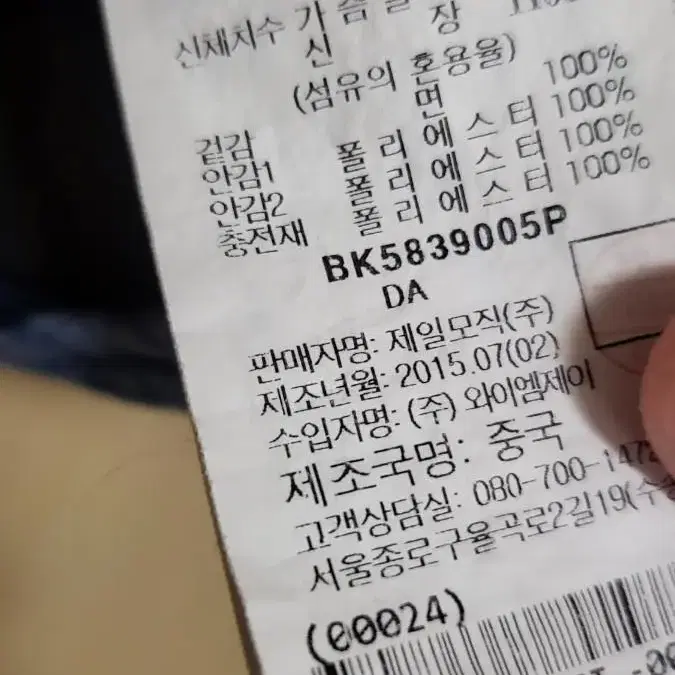 신체치수 가슴
신 장
(섬유의 혼용율)
겉감 면 100%
안감1 폴리에스터 100%
안감2 폴리에스터 100%
충전재 폴리에스터 100%
BK5839005P
DA
판매자명: 제일모직(주)
제조년월: 2015.07(02)
수입자명: (주) 와이엠제이
제조국명: 중국
고객상담실: 080-700-147
서울종로구율곡로2길19(수
(00024)